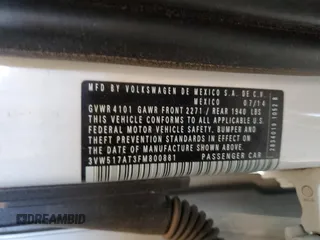 MFD BY VOLKSWAGEN DE MEXICO S.A. DE C.V.
MEXICO 07/14
GVWR 4101 GAWR FRONT 2271 / REAR 1940 LBS
THIS VEHICLE CONFORMS TO ALL APPLICABLE U.S.
FEDERAL MOTOR VEHICLE SAFETY, BUMPER AND
THEFT PREVENTION STANDARDS IN EFFECT ON
THE DATE OF MANUFACTURE SHOWN ABOVE
3VWS17AT3FM800881 PASSENGER CAR
DREAMBID